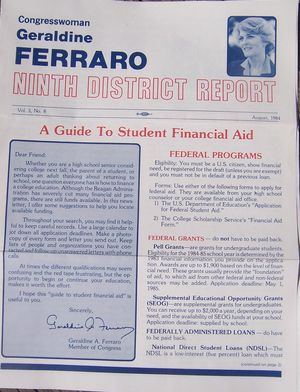 Congresswoman
Geraldine
FERRARO
NINTH DISTRICT REPORT
Vol. 3, No. 8
August, 1984
A Guide To Student Financial Aid
Dear Friend:
Whether you are a high school senior considering
college next fall, the parent of a student, or
perhaps an adult thinking about returning to
school, one question everyone has is how to finance
a college education. Although the Reagan Administration
has severely cut many financial aid programs,
there are still funds available. In this newsletter,
I offer some suggestions to help you locate
available funding.
Throughout your search, you may find it helpful
to keep careful records. Use a large calendar to
jot down all application deadlines. Make a photocopy
of every form and letter you send out. Keep
lists of people and organizations you have contacted
and follow up unanswered letters with phone
calls.
At times the different qualifications may seem
confusing and the red tape frustrating, but the opportunity
to begin or continue your education,
makes it worth the effort.
I hope this "guide to student financial aid" is
useful to you.
Sincerely,
Geraldine A. Ferraro
Geraldine A. Ferraro
Member of Congress
FEDERAL PROGRAMS
Eligibility: You must be a U.S. citizen, show financial
need, be registered for the draft (unless you are exempt)
and you must not be in default of a previous loan.
Forms: Use either of the following forms to apply for
federal aid. They are available from your high school
counselor or your college financial aid office.
1) The U.S. Department of Education's "Application
for Federal Student Aid."
2) The College Scholarship Service's "Financial Aid
Form."
FEDERAL GRANTS — do not have to be paid back.
Pell Grants— are grants for undergraduate students.
Eligibility for the 1984-85 school year is determined by the
1983 financial information you provide on the application.
Grants are up to $1,900 based on the student's financial
need. These grants usually provide the "foundation"
of aid, to which aid from other federal and non-federal
sources may be added. Application Deadline: May 1,
1985.
Supplemental Educational Opportunity Grants
(SEOG)— are supplemental grants for undergraduates.
You can receive up to $2,000 a year, depending on your
need, and the availability of SEOG funds at your school.
Application deadline: supplied by school.
FEDERALLY ADMINISTERED LOANS — do have
to be paid back.
National Direct Student Loans (NDSL)—The
NDSL is a low-interest (five percent) loan which must
(continued on page 2)